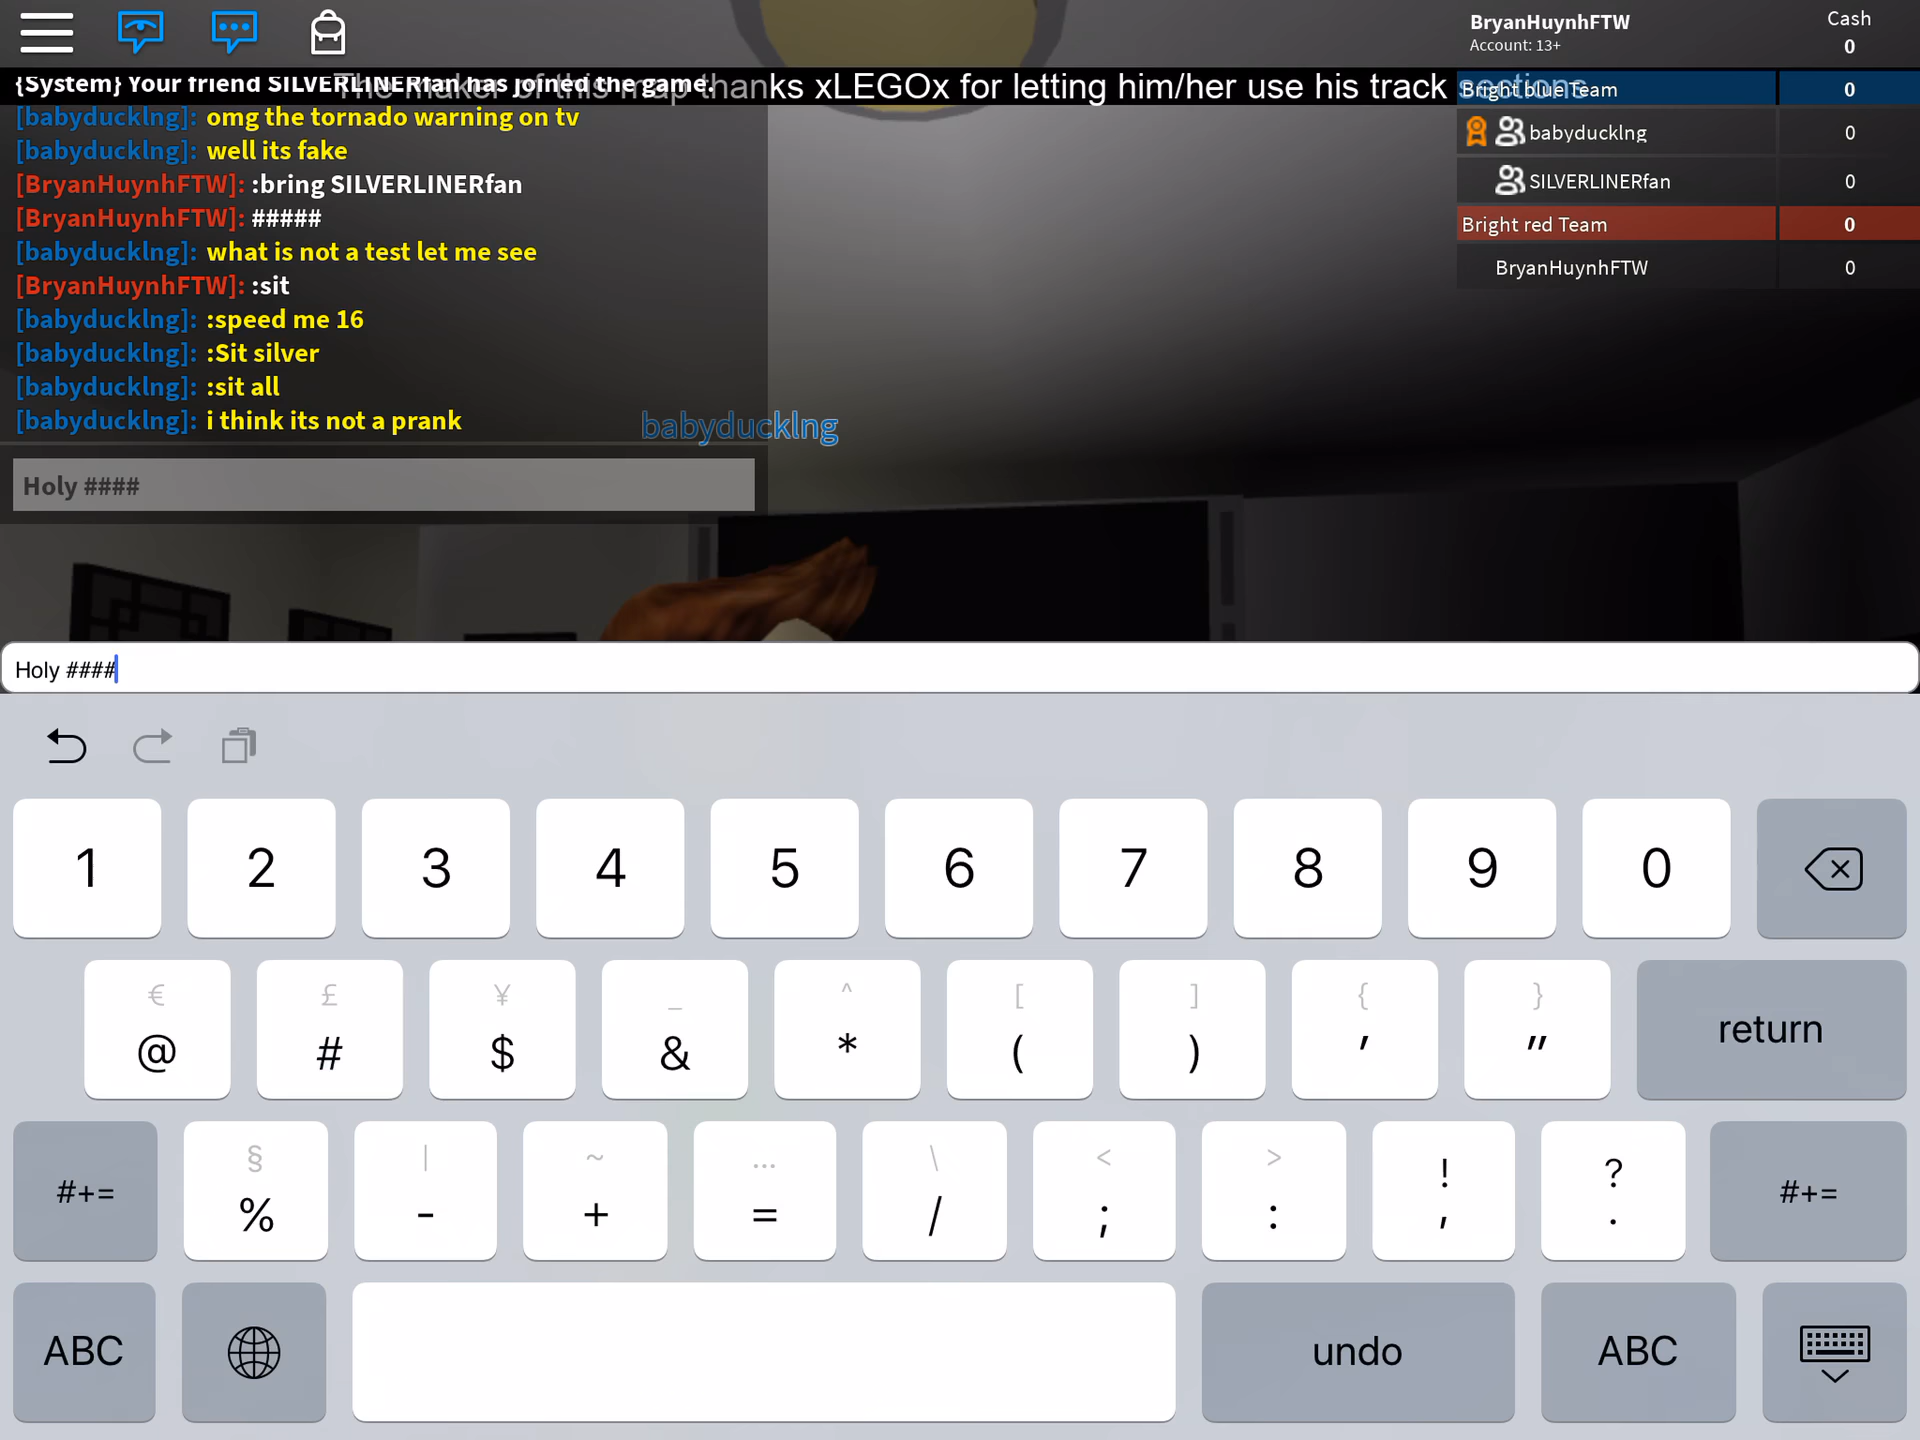 BryanHuynhFTW
Account: 13+
Cash
0
{System} Your friend SILVERLINERfan has joined the game.
The maker of this map thanks xLEGOx for letting him/her use his track sections
Bright blue Team 0
[babyducklng]: omg the tornado warning on tv
babyducklng 0
[babyducklng]: well its fake
[BryanHuynhFTW]: :bring SILVERLINERfan
SILVERLINERfan 0
[BryanHuynhFTW]: #####
Bright red Team 0
[babyducklng]: what is not a test let me see
BryanHuynhFTW 0
[BryanHuynhFTW]: :sit
[babyducklng]: :speed me 16
[babyducklng]: :Sit silver
[babyducklng]: :sit all
[babyducklng]: i think its not a prank
babyducklng
Holy ####
Holy ####
1 2 3 4 5 6 7 8 9 0
€ £ ¥ _ ^ [ ] { }
@ # $ & * ( ) ' " return
§ | ~ … \ < > ! ?
#+= % - + = / ; : , . #+=
ABC undo ABC